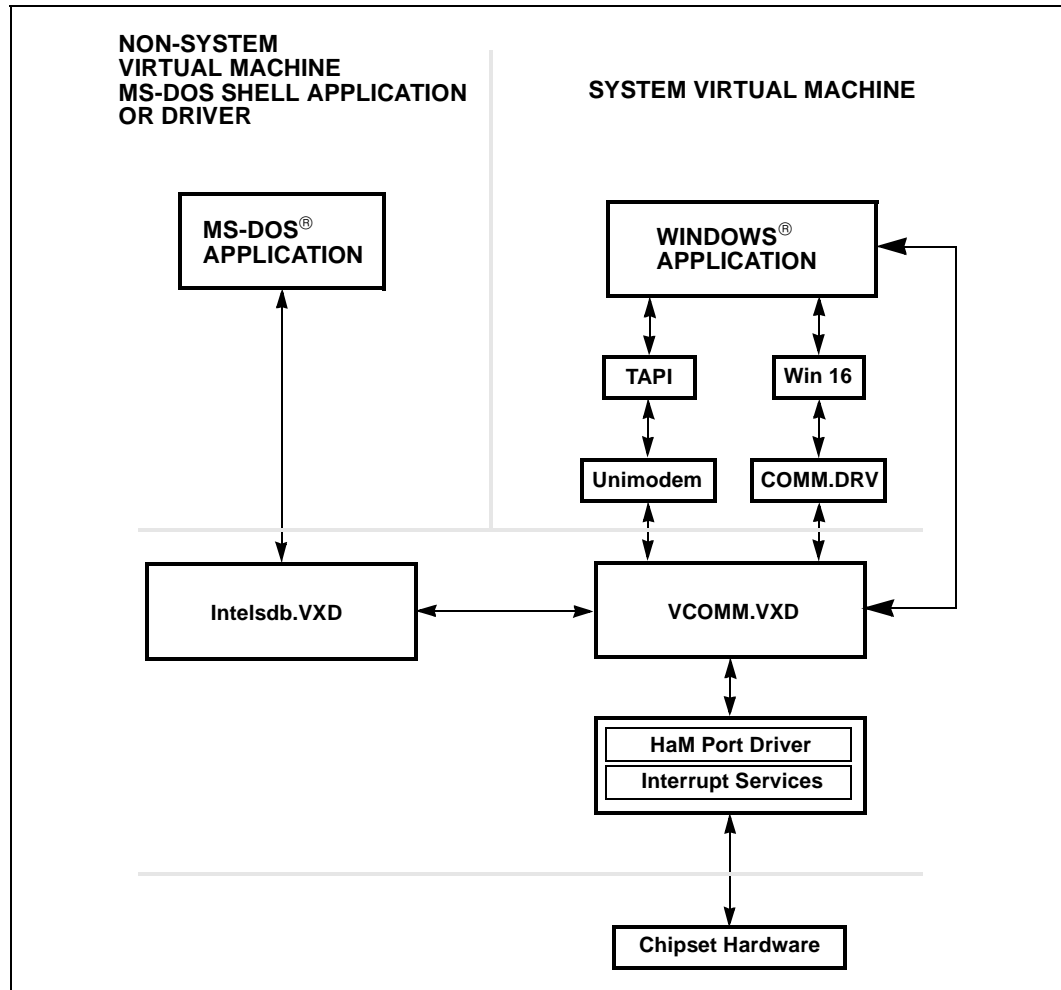 NON-SYSTEM
VIRTUAL MACHINE
MS-DOS SHELL APPLICATION
OR DRIVER
SYSTEM VIRTUAL MACHINE
MS-DOS®
APPLICATION
WINDOWS®
APPLICATION
TAPI
Win 16
Unimodem
COMM.DRV
Intelsdb.VXD
VCOMM.VXD
HaM Port Driver
Interrupt Services
Chipset Hardware